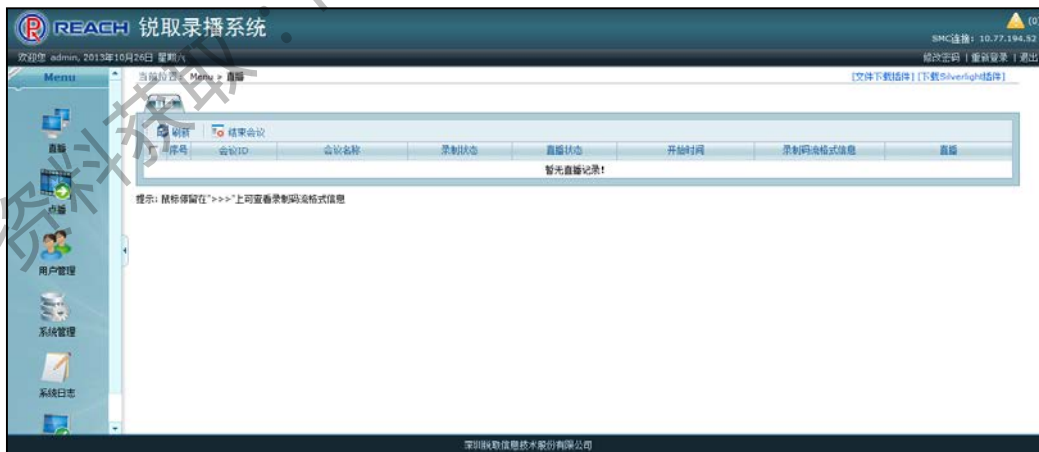 REACH 锐取录播系统
(0)
SMC连接: 10.77.194.52
欢迎您 admin, 2013年10月26日 星期六
修改密码 | 重新登录 | 退出
Menu
当前位置: Menu > 直播
[文件下载插件] [下载Silverlight插件]
刷新 结束会议
序号 会议ID 会议名称 录制状态 直播状态 开始时间 录制码流格式信息 直播
暂无直播记录!
提示: 鼠标停留在">>>"上可查看录制码流格式信息
直播
点播
用户管理
系统管理
系统日志
深圳锐取信息技术股份有限公司
资料获取: